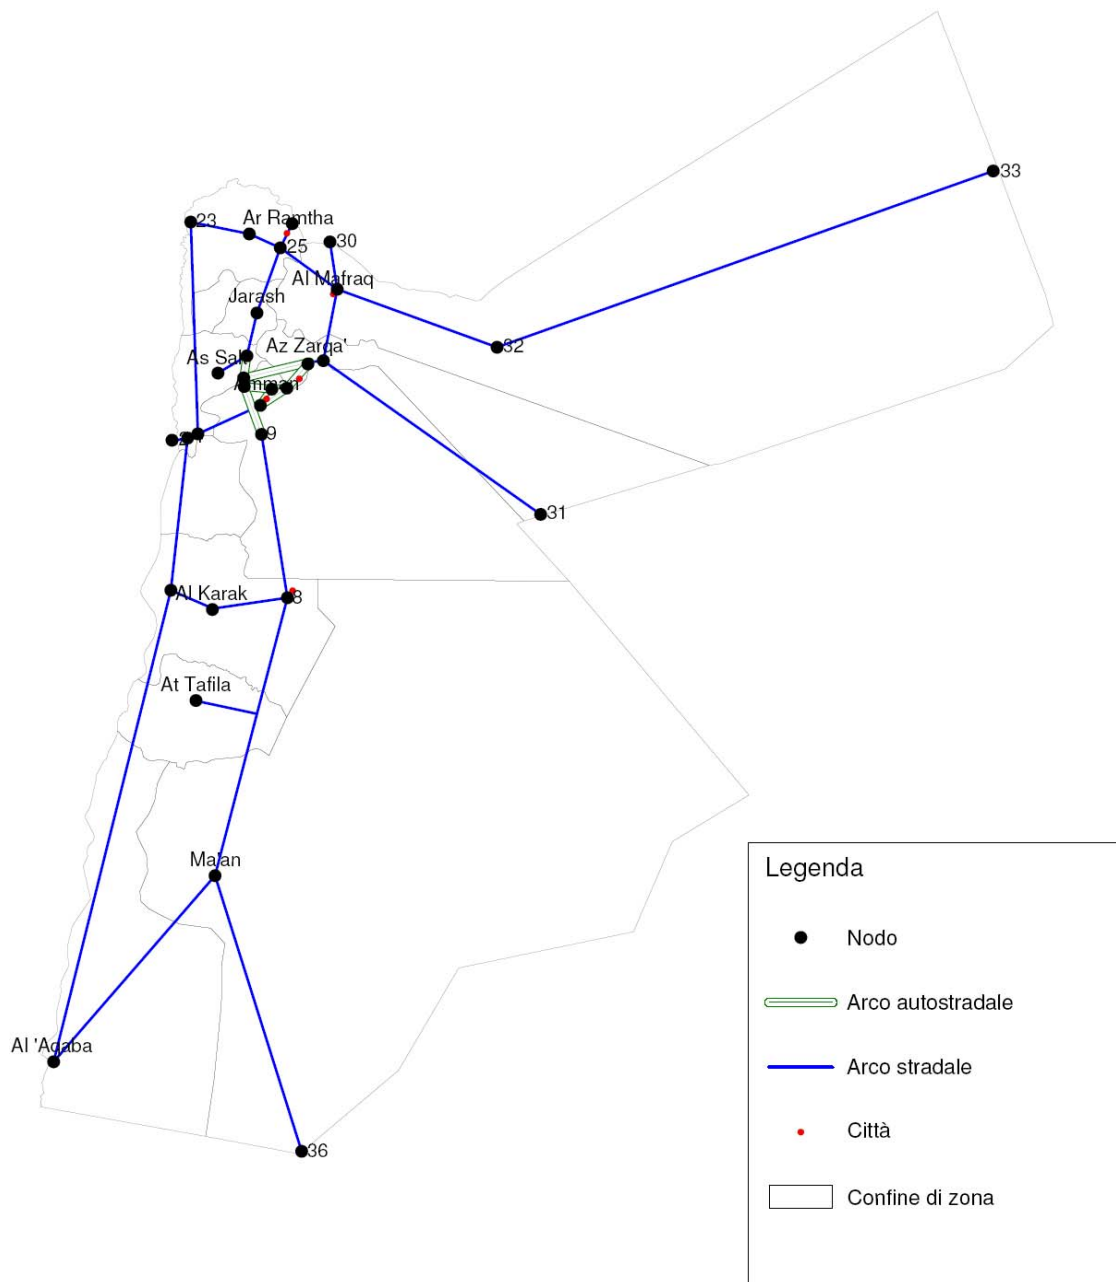 33
23
Ar Ramtha
25
30
Al Mafraq
Jarash
32
Az Zarqa'
As Salt
Amman
9
31
Al Karak
8
At Tafila
Ma'an
Al 'Aqaba
36
Legenda
Nodo
Arco autostradale
Arco stradale
Città
Confine di zona